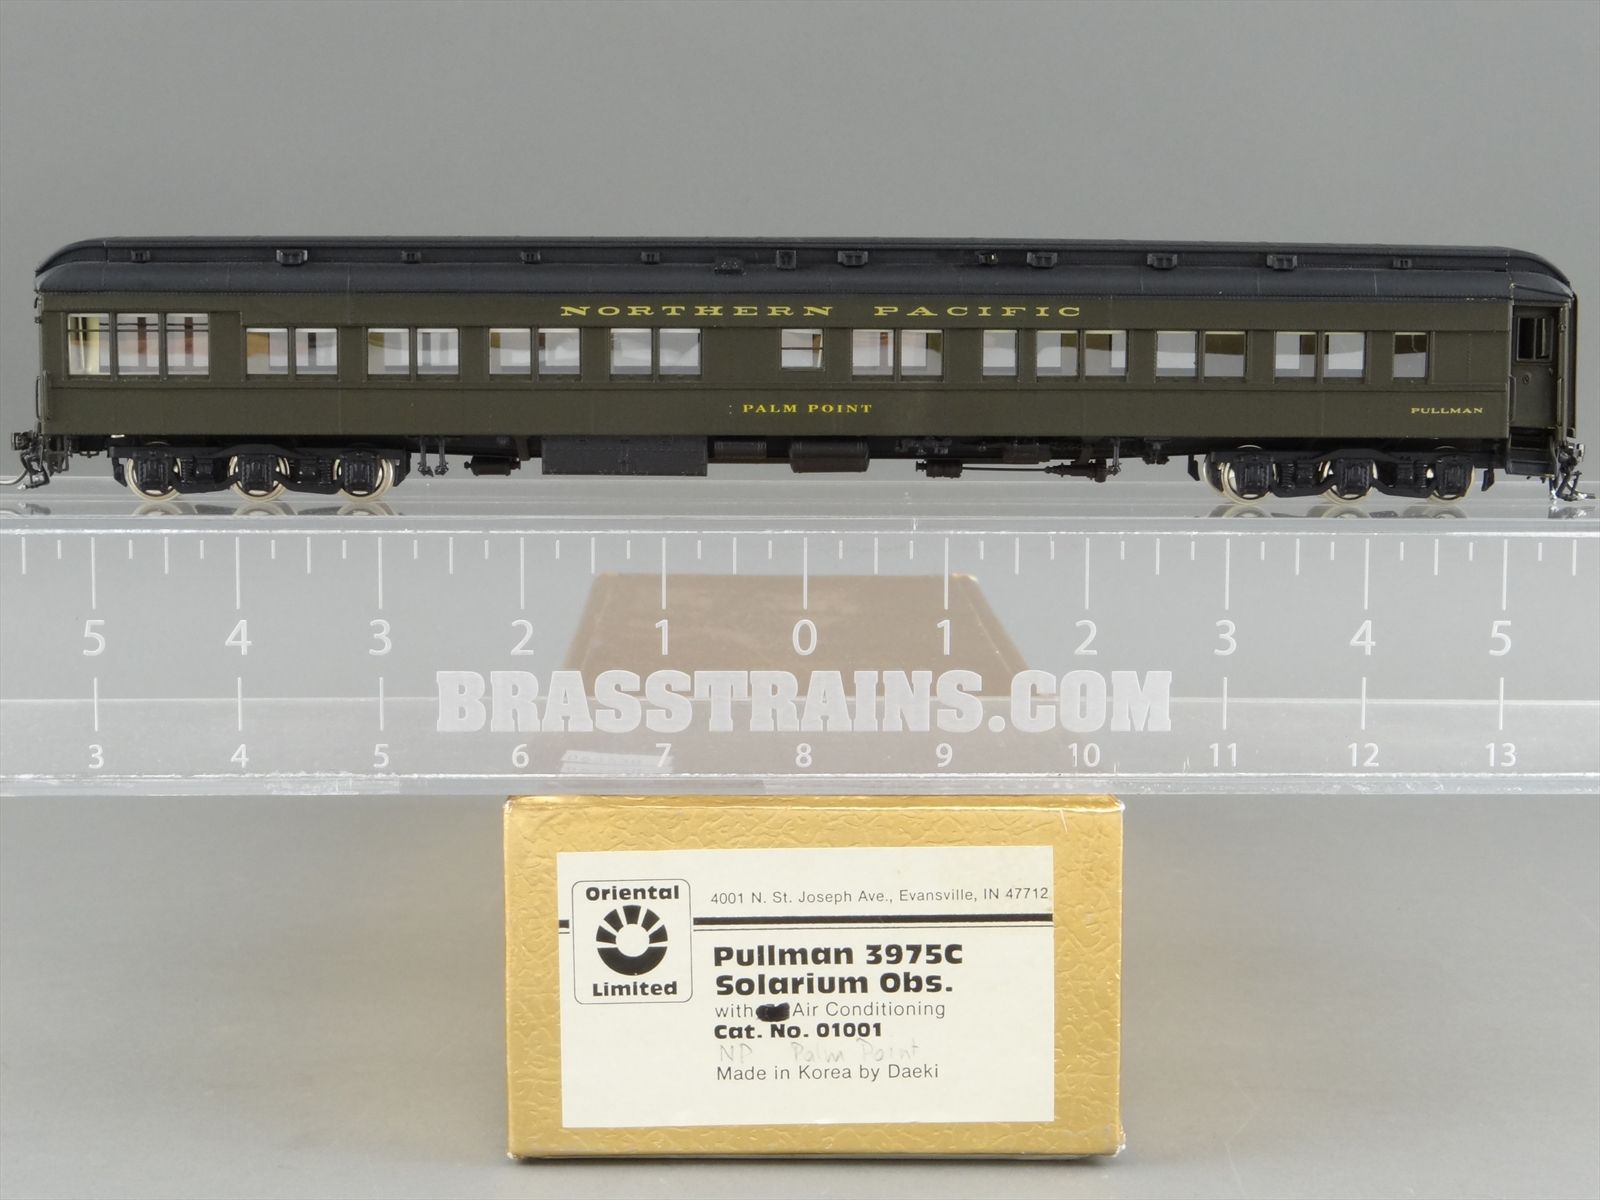 NORTHERN PACIFIC
PALM POINT
PULLMAN
5 4 3 2 1 0 1 2 3 4 5
BRASSTRAINS.COM
3 4 5 6 7 8 9 10 11 12 13
Oriental
Limited
4001 N. St. Joseph Ave., Evansville, IN 47712
Pullman 3975C
Solarium Obs.
with Air Conditioning
Cat. No. 01001
NP Palm Point
Made in Korea by Daeki